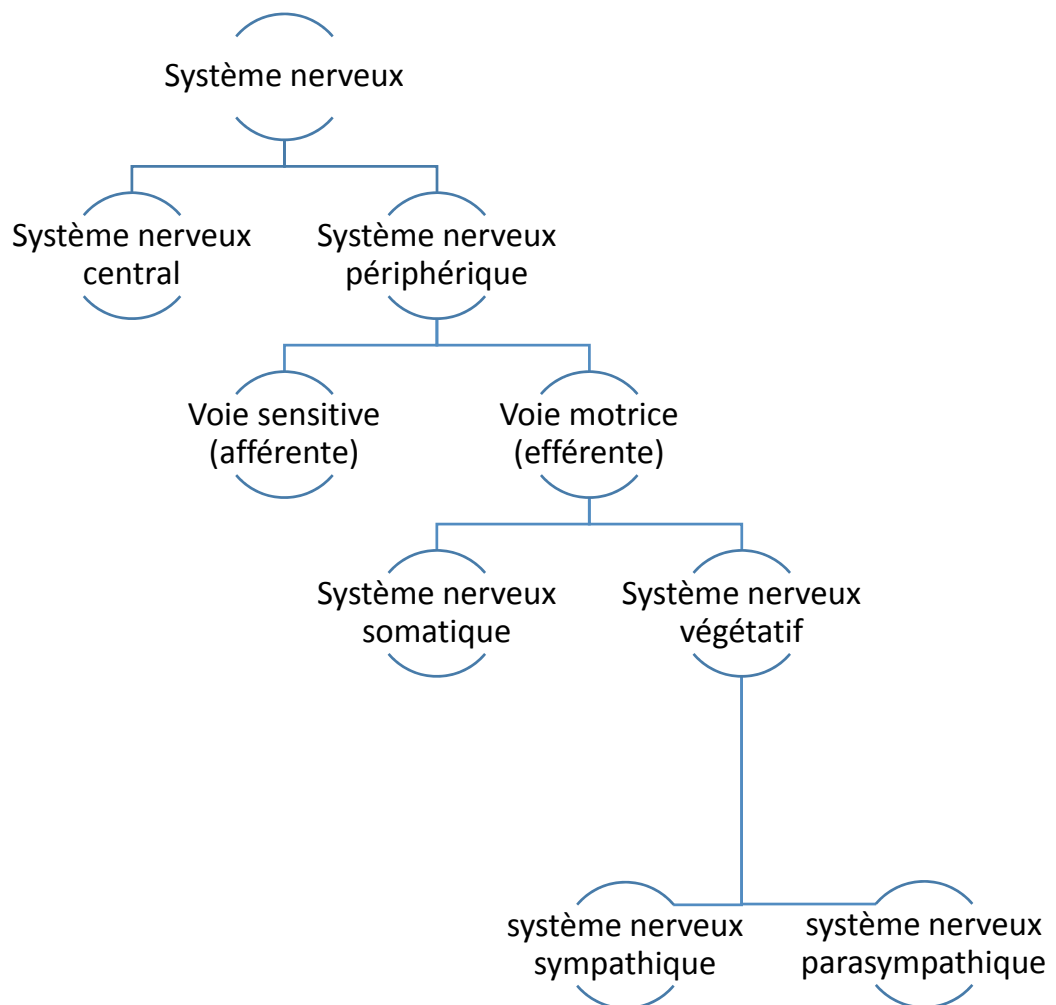 Système nerveux
Système nerveux
central
Système nerveux
périphérique
Voie sensitive
(afférente)
Voie motrice
(efférente)
Système nerveux
somatique
Système nerveux
végétatif
système nerveux
sympathique
système nerveux
parasympathique